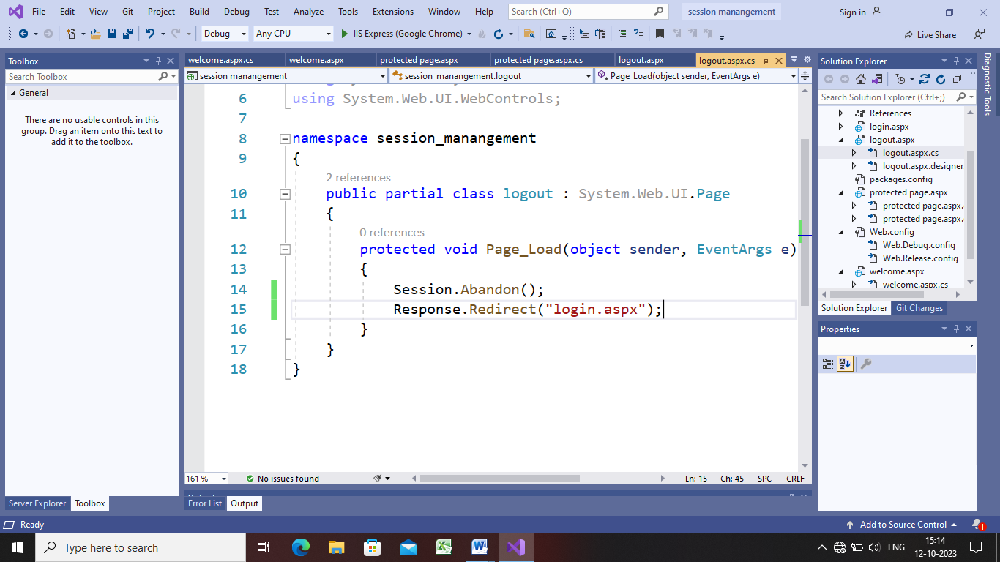 File Edit View Git Project Build Debug Test Analyze Tools Extensions Window Help Search (Ctrl+Q) session manangement Sign in
Debug Any CPU IIS Express (Google Chrome) Live Share
Toolbox
Search Toolbox
General
There are no usable controls in this
group. Drag an item onto this text to
add it to the toolbox.
Server Explorer Toolbox
welcome.aspx.cs welcome.aspx protected page.aspx protected page.aspx.cs logout.aspx logout.aspx.cs
session manangement session_manangement.logout Page_Load(object sender, EventArgs e)
6 using System.Web.UI.WebControls;
7
8 namespace session_manangement
9 {
2 references
10 public partial class logout : System.Web.UI.Page
11 {
0 references
12 protected void Page_Load(object sender, EventArgs e)
13 {
14 Session.Abandon();
15 Response.Redirect("login.aspx");
16 }
17 }
18 }
161 % No issues found Ln: 15 Ch: 45 SPC CRLF
Error List Output
Solution Explorer
Search Solution Explorer (Ctrl+;)
References
login.aspx
logout.aspx
logout.aspx.cs
logout.aspx.designer
packages.config
protected page.aspx
protected page.aspx.
protected page.aspx.
Web.config
Web.Debug.config
Web.Release.config
welcome.aspx
welcome.aspx.cs
Solution Explorer Git Changes
Properties
Diagnostic Tools
Ready Add to Source Control 1
Type here to search ENG 15:14
12-10-2023